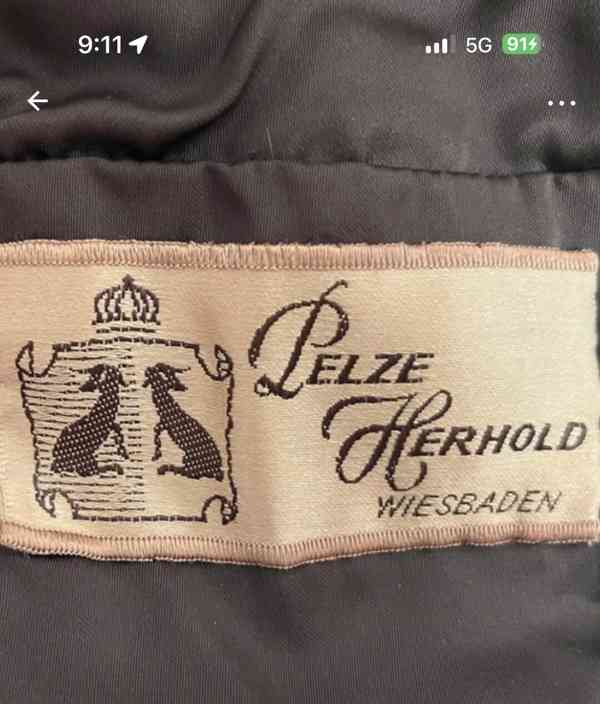 9:11 5G 91
PELZE
HERHOLD
WIESBADEN